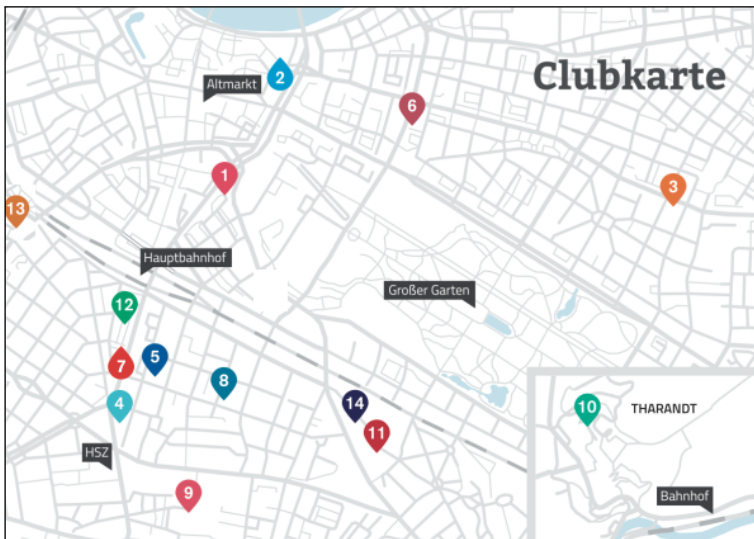 Clubkarte
2
Altmarkt
6
1
3
13
Hauptbahnhof
Großer Garten
12
5
7
8
4
14
11
HSZ
9
10
THARANDT
Bahnhof